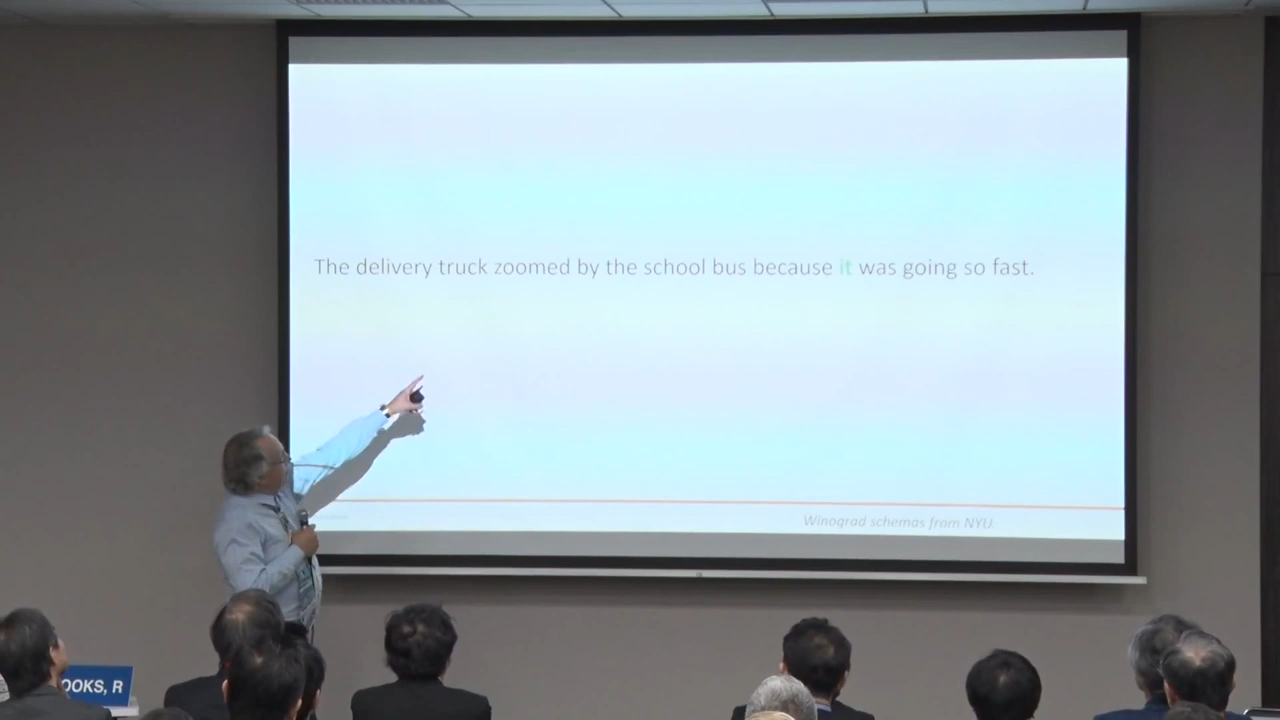 The delivery truck zoomed by the school bus because it was going so fast.
Winograd schemas from NYU.
OOKS, R